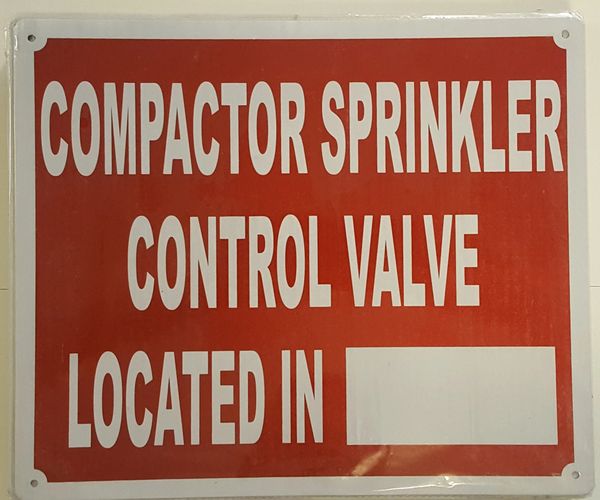 COMPACTOR SPRINKLER
CONTROL VALVE
LOCATED IN